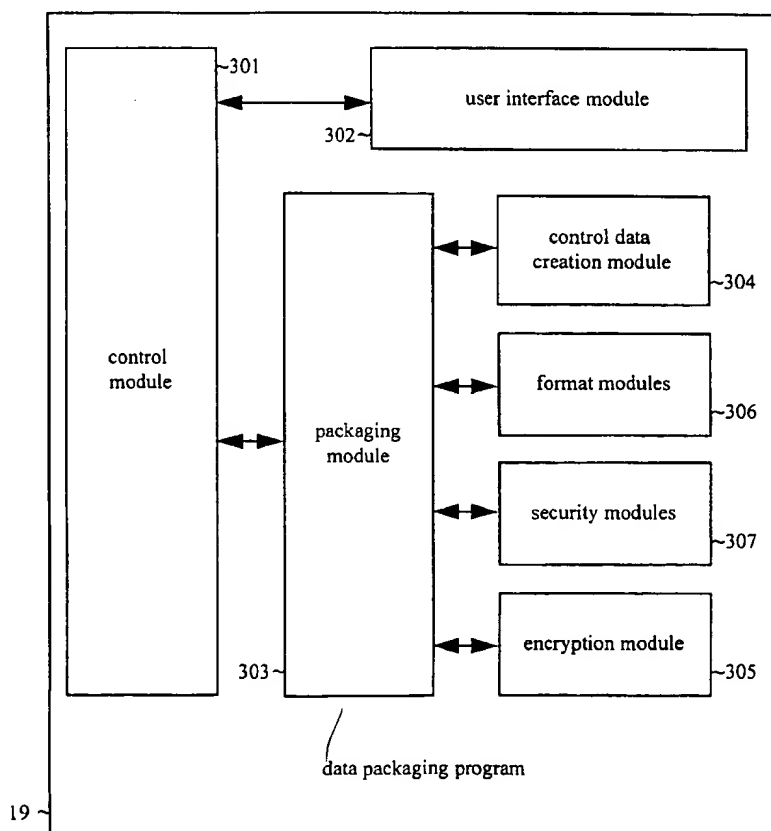 ~301
user interface module
302~
control data
creation module
~304
control
module
format modules
~306
packaging
module
security modules
~307
encryption module
303~
~305
data packaging program
19~